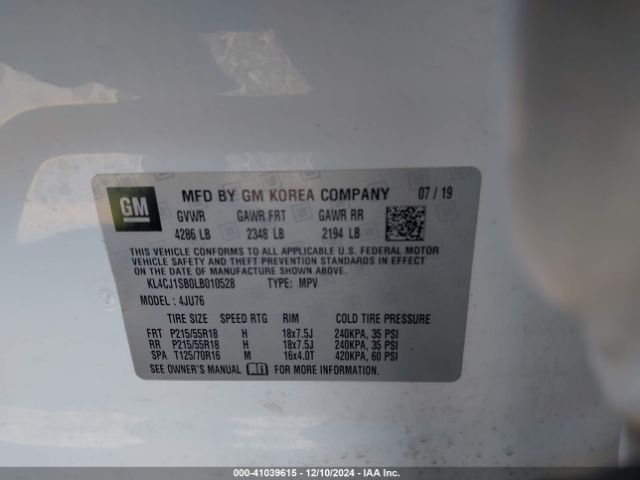 GM MFD BY GM KOREA COMPANY 07/19
GVWR GAWR FRT GAWR RR
4286 LB 2348 LB 2194 LB
THIS VEHICLE CONFORMS TO ALL APPLICABLE U.S. FEDERAL MOTOR
VEHICLE SAFETY AND THEFT PREVENTION STANDARDS IN EFFECT
ON THE DATE OF MANUFACTURE SHOWN ABOVE.
KL4CJ1SB0LB010528 TYPE: MPV
MODEL: 4JU76
TIRE SIZE SPEED RTG RIM COLD TIRE PRESSURE
FRT P215/55R18 H 18x7.5J 240KPA, 35 PSI
RR P215/55R18 H 18x7.5J 240KPA, 35 PSI
SPA T125/70R16 M 16x4.0T 420KPA, 60 PSI
SEE OWNER'S MANUAL FOR MORE INFORMATION.
000-41039615 - 12/10/2024 - IAA Inc.